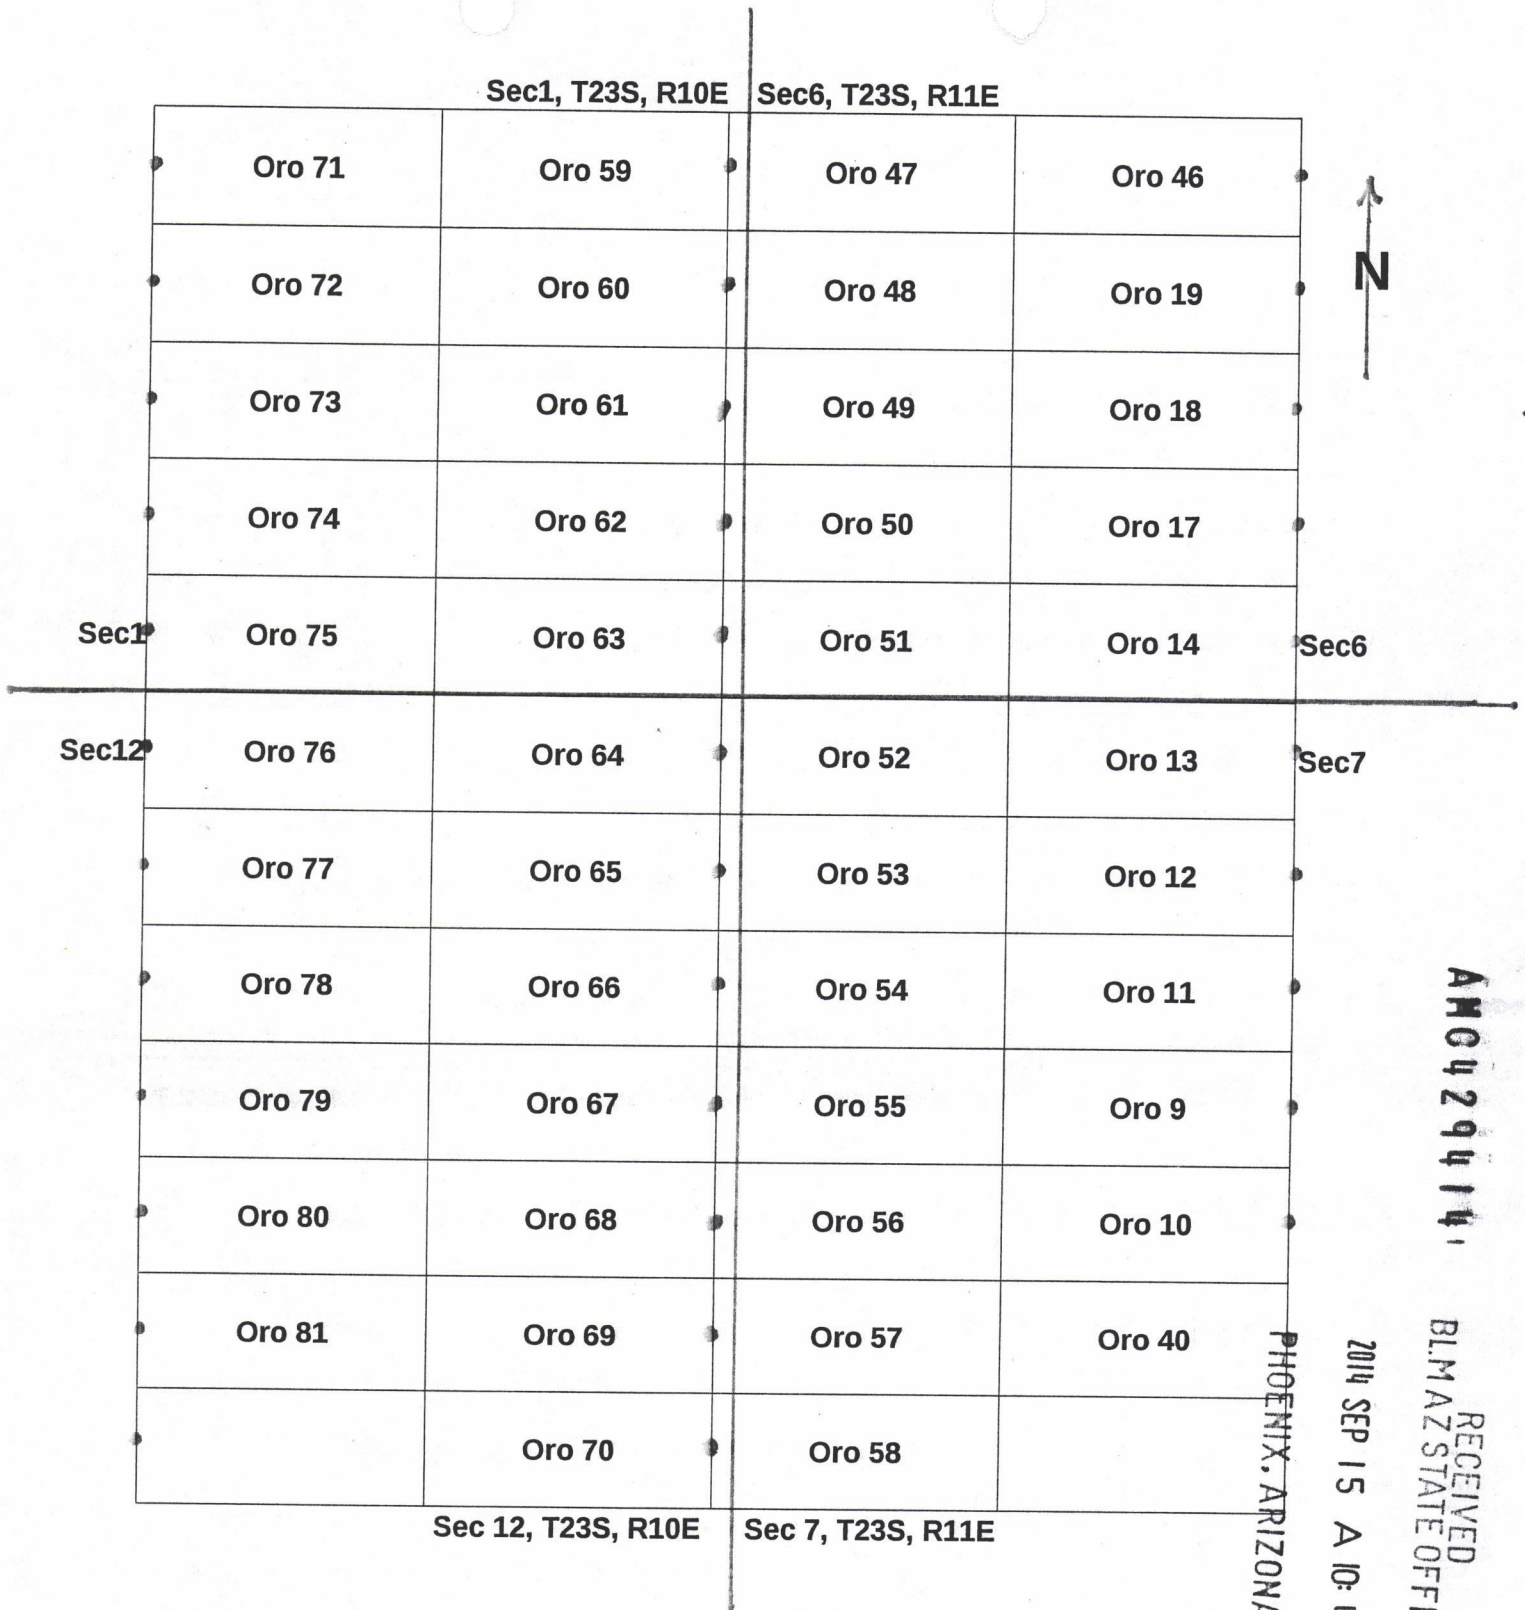 Sec1, T23S, R10E Sec6, T23S, R11E
Oro 71 Oro 59 Oro 47 Oro 46
N
Oro 72 Oro 60 Oro 48 Oro 19
Oro 73 Oro 61 Oro 49 Oro 18
Oro 74 Oro 62 Oro 50 Oro 17
Sec1 Oro 75 Oro 63 Oro 51 Oro 14 Sec6
Sec12 Oro 76 Oro 64 Oro 52 Oro 13 Sec7
Oro 77 Oro 65 Oro 53 Oro 12
Oro 78 Oro 66 Oro 54 Oro 11
Oro 79 Oro 67 Oro 55 Oro 9
Oro 80 Oro 68 Oro 56 Oro 10
Oro 81 Oro 69 Oro 57 Oro 40
Oro 70 Oro 58
Sec 12, T23S, R10E Sec 7, T23S, R11E
AMC429414
RECEIVED
BLM AZ STATE
2014 SEP 15 A 10:
PHOENIX, ARIZONA